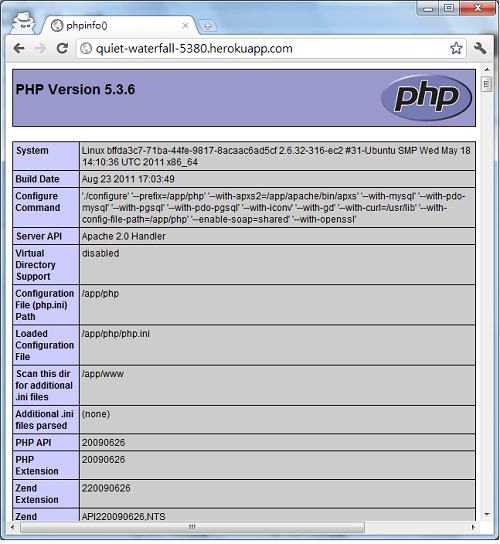 phpinfo()
quiet-waterfall-5380.herokuapp.com
PHP Version 5.3.6
php
System
Linux bffda3c7-71ba-44fe-9817-8acaac6ad5cf 2.6.32-316-ec2 #31-Ubuntu SMP Wed May 18
14:10:36 UTC 2011 x86_64
Build Date
Aug 23 2011 17:03:49
Configure
Command
'./configure' '--prefix=/app/php' '--with-apxs2=/app/apache/bin/apxs' '--with-mysql' '--with-pdo-
mysql' '--with-pgsql' '--with-pdo-pgsql' '--with-iconv' '--with-gd' '--with-curl=/usr/lib' '--with-
config-file-path=/app/php' '--enable-soap=shared' '--with-openssl'
Server API
Apache 2.0 Handler
Virtual
Directory
Support
disabled
Configuration
File (php.ini)
Path
/app/php
Loaded
Configuration
File
/app/php/php.ini
Scan this dir
for additional
.ini files
/app/www
Additional .ini
files parsed
(none)
PHP API
20090626
PHP
Extension
20090626
Zend
Extension
220090626
Zend
API220090626,NTS